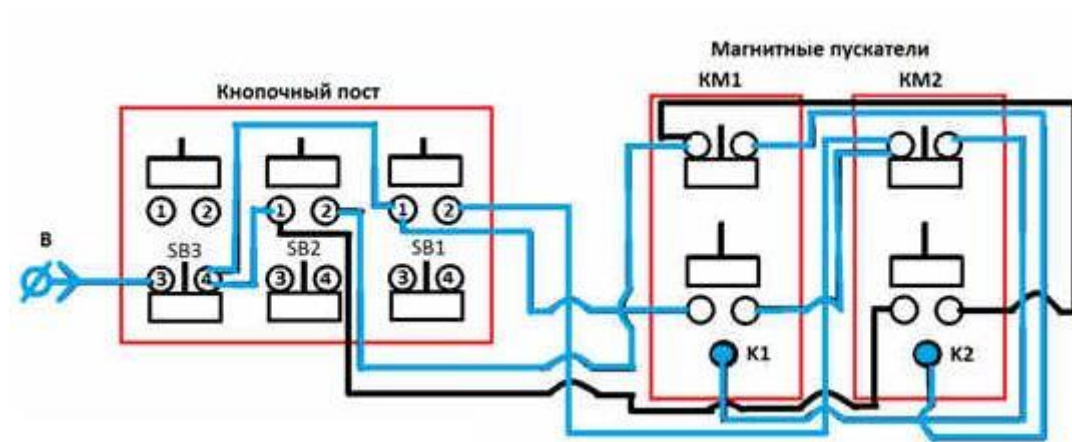 Магнитные пускатели
КМ1 КМ2
Кнопочный пост
1 2 1 2 1 2
В
SB3 SB2 SB1
3 4 3 4 3 4
К1 К2